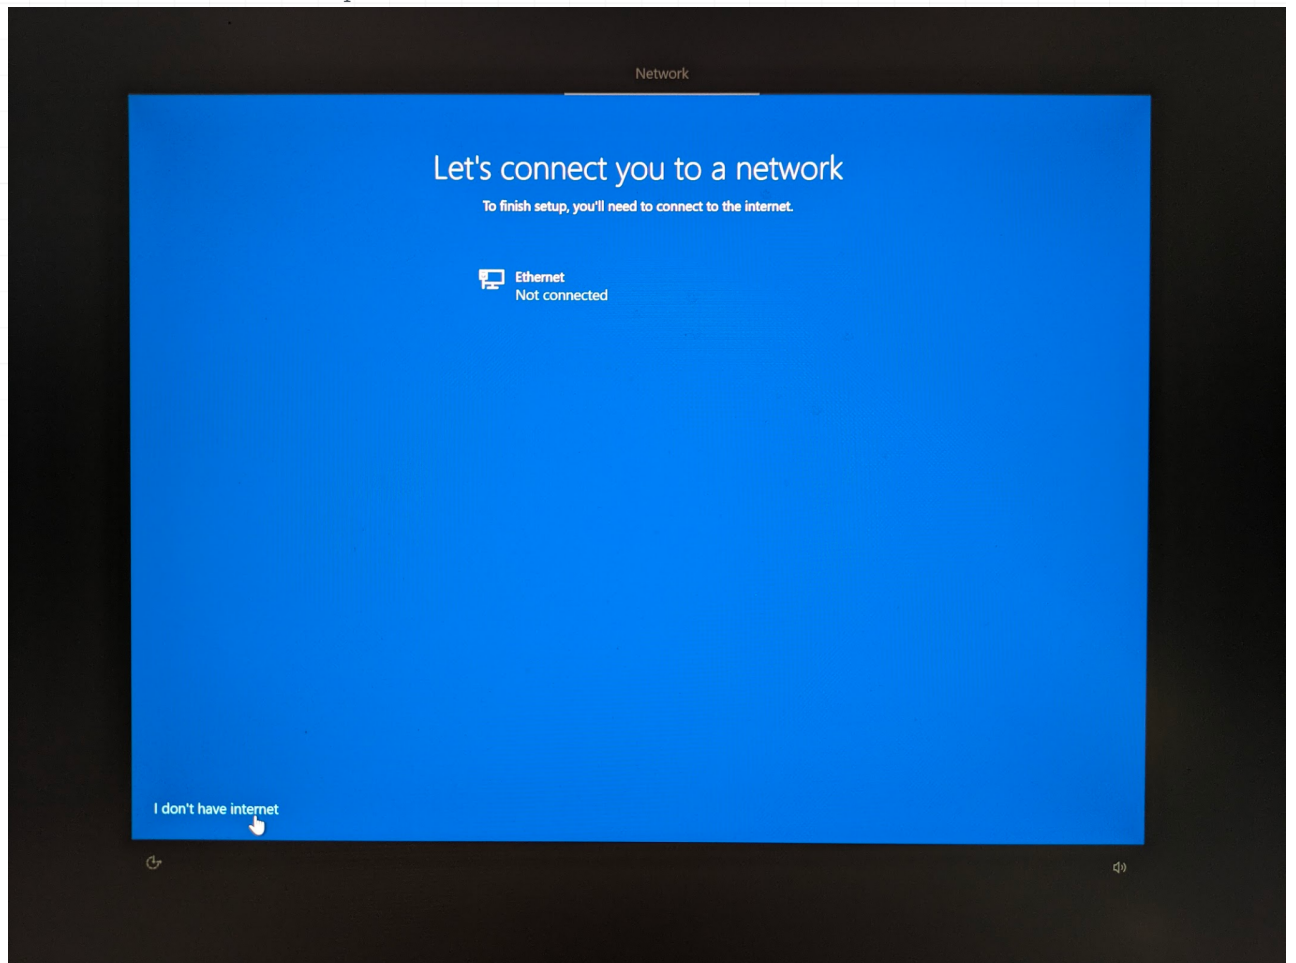 Network
Let's connect you to a network
To finish setup, you'll need to connect to the internet.
Ethernet
Not connected
I don't have internet